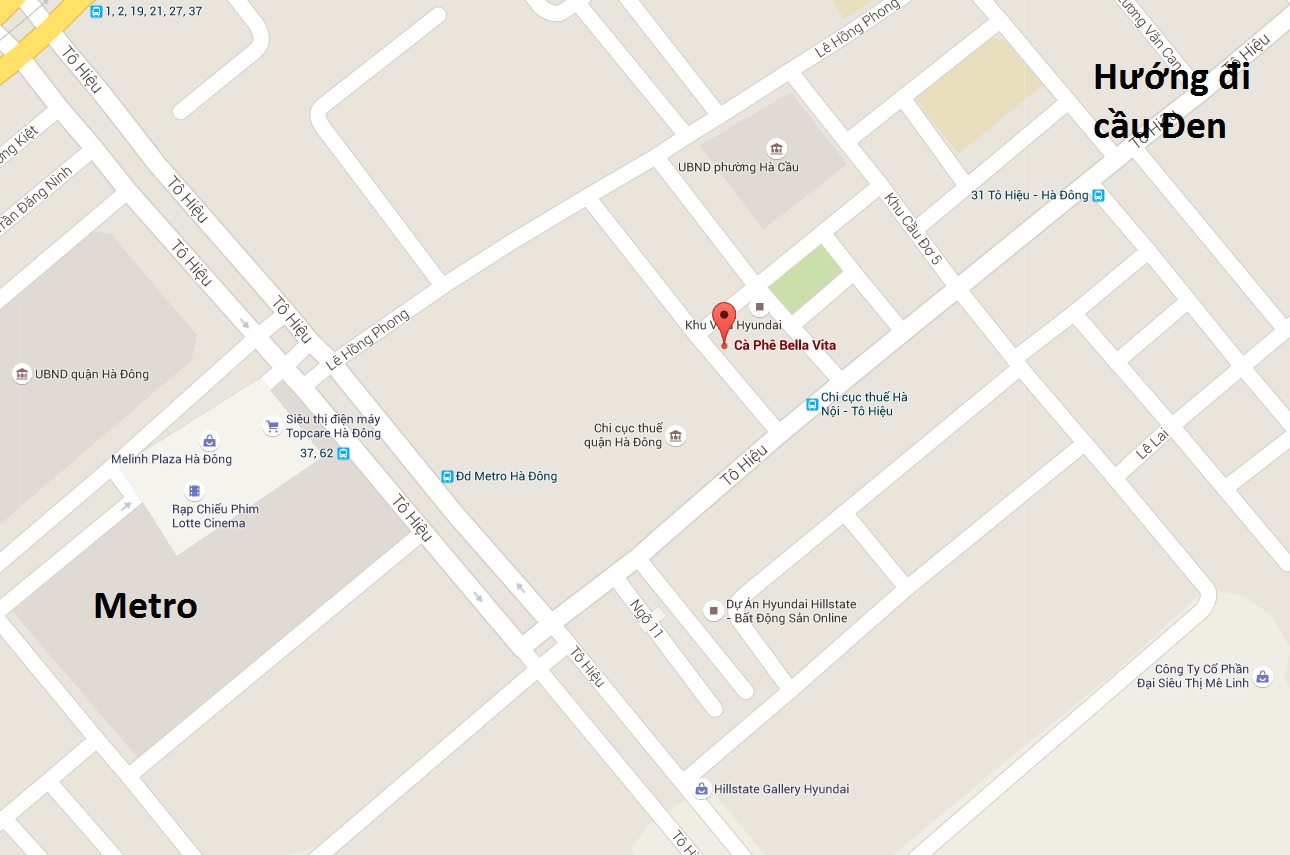 1, 2, 19, 21, 27, 37
Lê Hồng Phong
Tô Hiệu
Tô Hiệu
Hướng đi
cầu Đen
UBND phường Hà Cầu
31 Tô Hiệu - Hà Đông
Trần Đăng Ninh
Tô Hiệu
Khu Cầu Đơ 5
Tô Hiệu
Tô Hiệu
Lê Hồng Phong
Hyundai
Cà Phê Bella Vita
UBND quận Hà Đông
Chi cục thuế Hà
Nội - Tô Hiệu
Siêu thị điện máy
Topcare Hà Đông
37, 62
Chi cục thuế
quận Hà Đông
Melinh Plaza Hà Đông
Tô Hiệu
Lê Lai
Đd Metro Hà Đông
Rạp Chiếu Phim
Lotte Cinema
Tô Hiệu
Metro
Ngõ 11
Dự Án Hyundai Hillstate
- Bất Động Sản Online
Tô Hiệu
Công Ty Cổ Phần
Đại Siêu Thị Mê Linh
Hillstate Gallery Hyundai